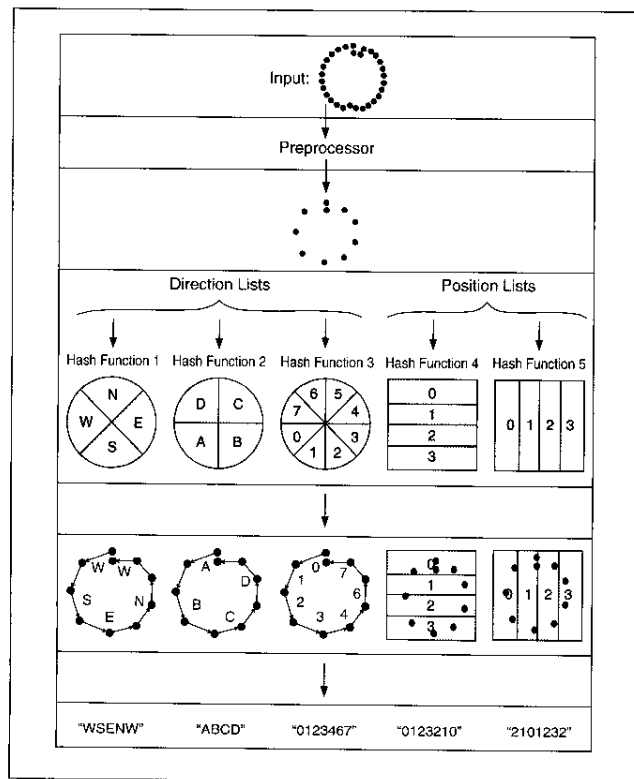 Input:
Preprocessor
Direction Lists Position Lists
Hash Function 1 Hash Function 2 Hash Function 3 Hash Function 4 Hash Function 5
N
W E
S
D C
A B
6 5
7 4
0 3
1 2
0
1
2
3
0 1 2 3
W W
S N
E
A
D
B
C
0
1 7
2 6
3 4
0
1
2
3
0 1 2 3
"WSENW" "ABCD" "0123467" "0123210" "2101232"